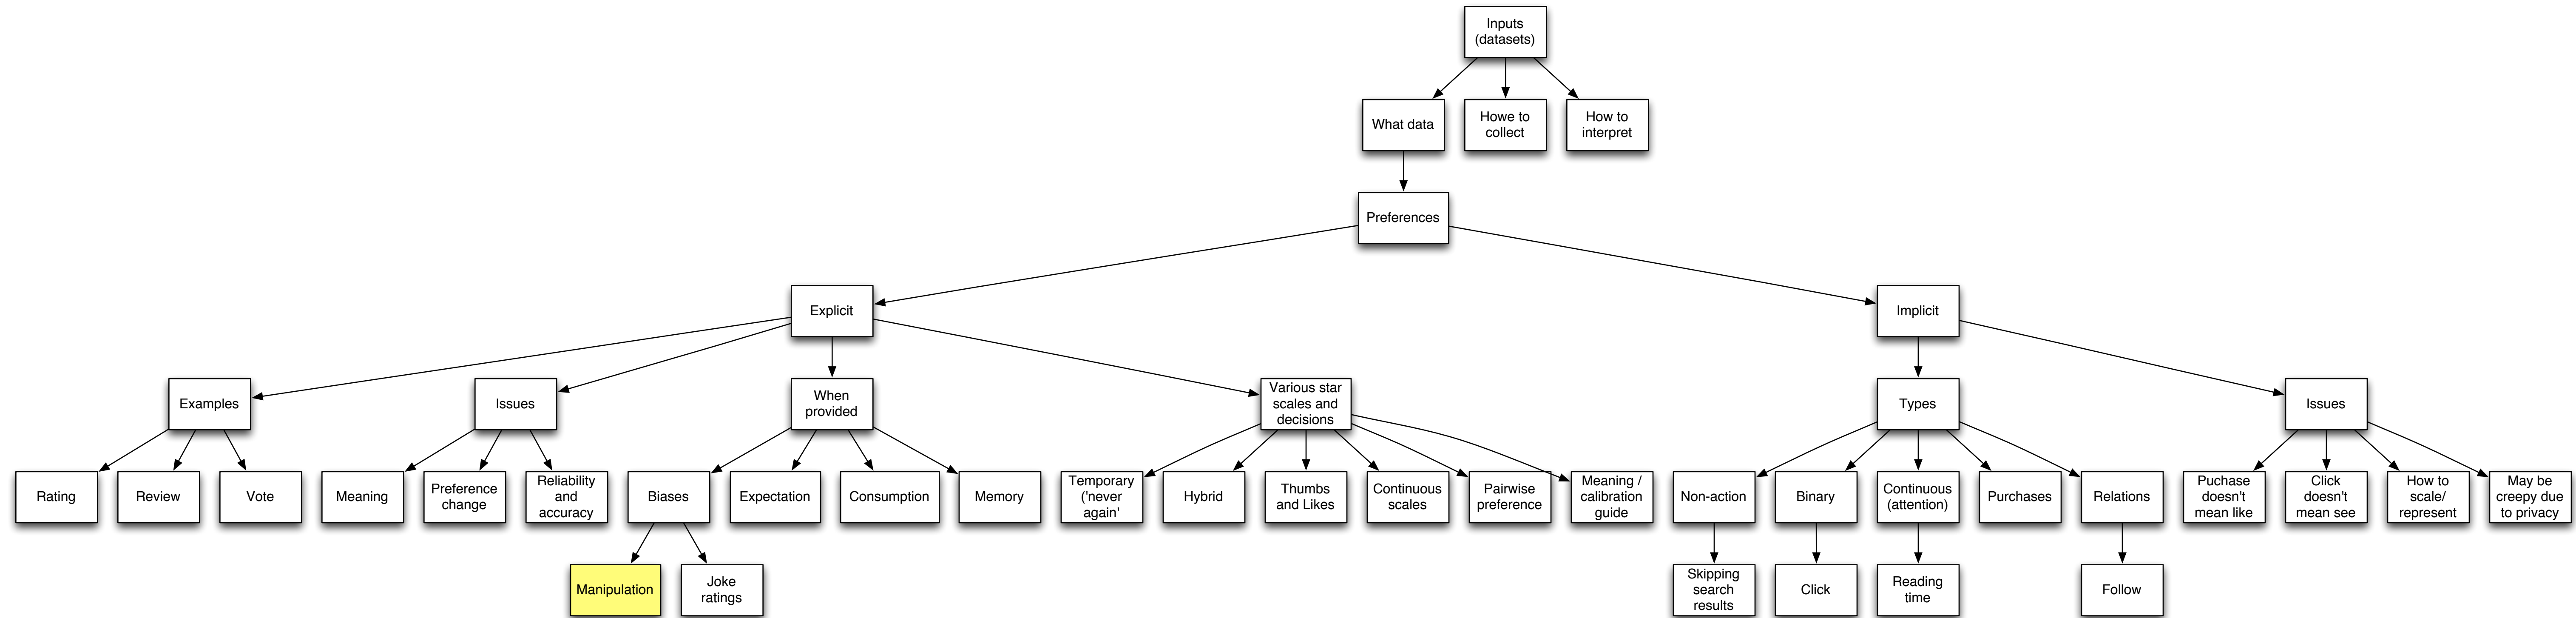 Inputs
(datasets)
What data
Howe to
collect
How to
interpret
Preferences
Explicit
Implicit
Examples
Issues
When
provided
Various star
scales and
decisions
Types
Issues
Rating
Review
Vote
Meaning
Preference
change
Reliability
and
accuracy
Biases
Expectation
Consumption
Memory
Temporary
('never
again'
Hybrid
Thumbs
and Likes
Continuous
scales
Pairwise
preference
Meaning /
calibration
guide
Non-action
Binary
Continuous
(attention)
Purchases
Relations
Puchase
doesn't
mean like
Click
doesn't
mean see
How to
scale/
represent
May be
creepy due
to privacy
Manipulation
Joke
ratings
Skipping
search
results
Click
Reading
time
Follow